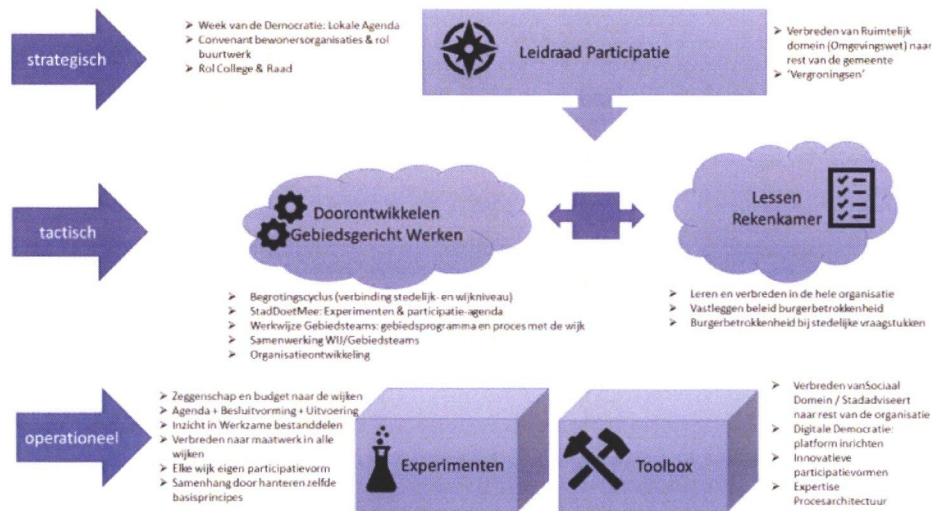 strategisch
➢ Week van de Democratie: Lokale Agenda
➢ Convenant bewonersorganisaties & rol
buurtwerk
➢ Rol College & Raad
Leidraad Participatie
➢ Verbreden van Ruimtelijk
domein (Omgevingswet) naar
rest van de gemeente
➢ 'Vergroningsen'
tactisch
Doorontwikkelen
Gebiedsgericht Werken
Lessen
Rekenkamer
➢ Begrotingscyclus (verbinding stedelijk- en wijkniveau)
➢ StadDoetMee: Experimenten & participatie-agenda
➢ Werkwijze Gebiedsteams: gebiedsprogramma en proces met de wijk
➢ Samenwerking WIJ/Gebiedsteams
➢ Organisatieontwikkeling
➢ Leren en verbreden in de hele organisatie
➢ Vastleggen beleid burgerbetrokkenheid
➢ Burgerbetrokkenheid bij stedelijke vraagstukken
operationeel
➢ Zeggenschap en budget naar de wijken
➢ Agenda + Besluitvorming + Uitvoering
➢ Inzicht in Werkzame bestanddelen
➢ Verbreden naar maatwerk in alle
wijken
➢ Elke wijk eigen participatievorm
➢ Samenhang door hanteren zelfde
basisprincipes
Experimenten
Toolbox
➢ Verbreden vanSociaal
Domein / Stadadviseert
naar rest van de organisatie
➢ Digitale Democratie:
platform inrichten
➢ Innovatieve
participatievormen
➢ Expertise
Procesarchitectuur